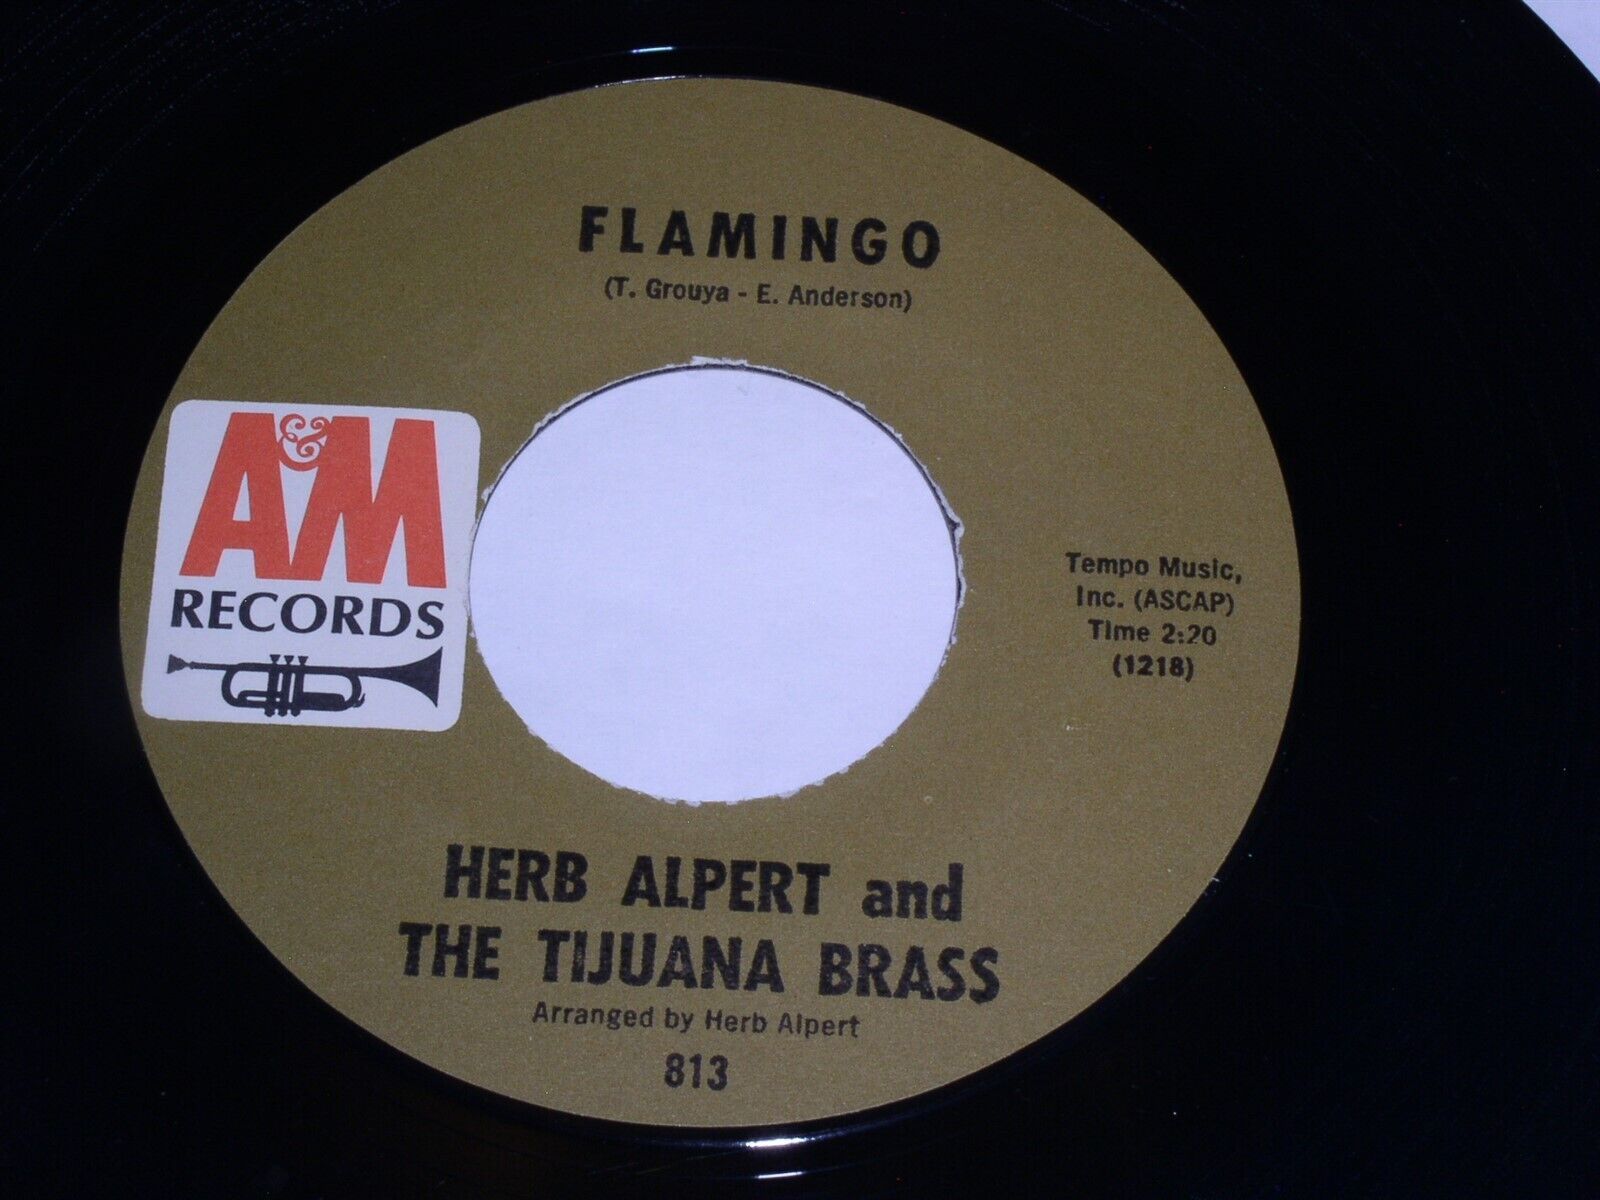 FLAMINGO
(T. Grouya - E. Anderson)
A&M
RECORDS
Tempo Music,
Inc. (ASCAP)
Time 2:20
(1218)
HERB ALPERT and
THE TIJUANA BRASS
Arranged by Herb Alpert
813